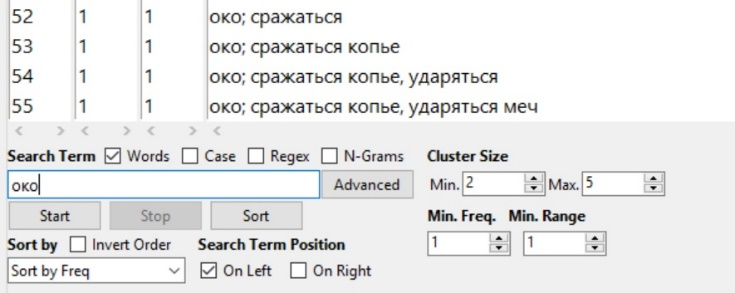 52 1 1 око; сражаться
53 1 1 око; сражаться копье
54 1 1 око; сражаться копье, ударяться
55 1 1 око; сражаться копье, ударяться меч
Search Term Words Case Regex N-Grams Cluster Size
око Advanced Min. 2 Max. 5
Start Stop Sort Min. Freq. Min. Range
1 1
Sort by Invert Order Search Term Position
Sort by Freq On Left On Right